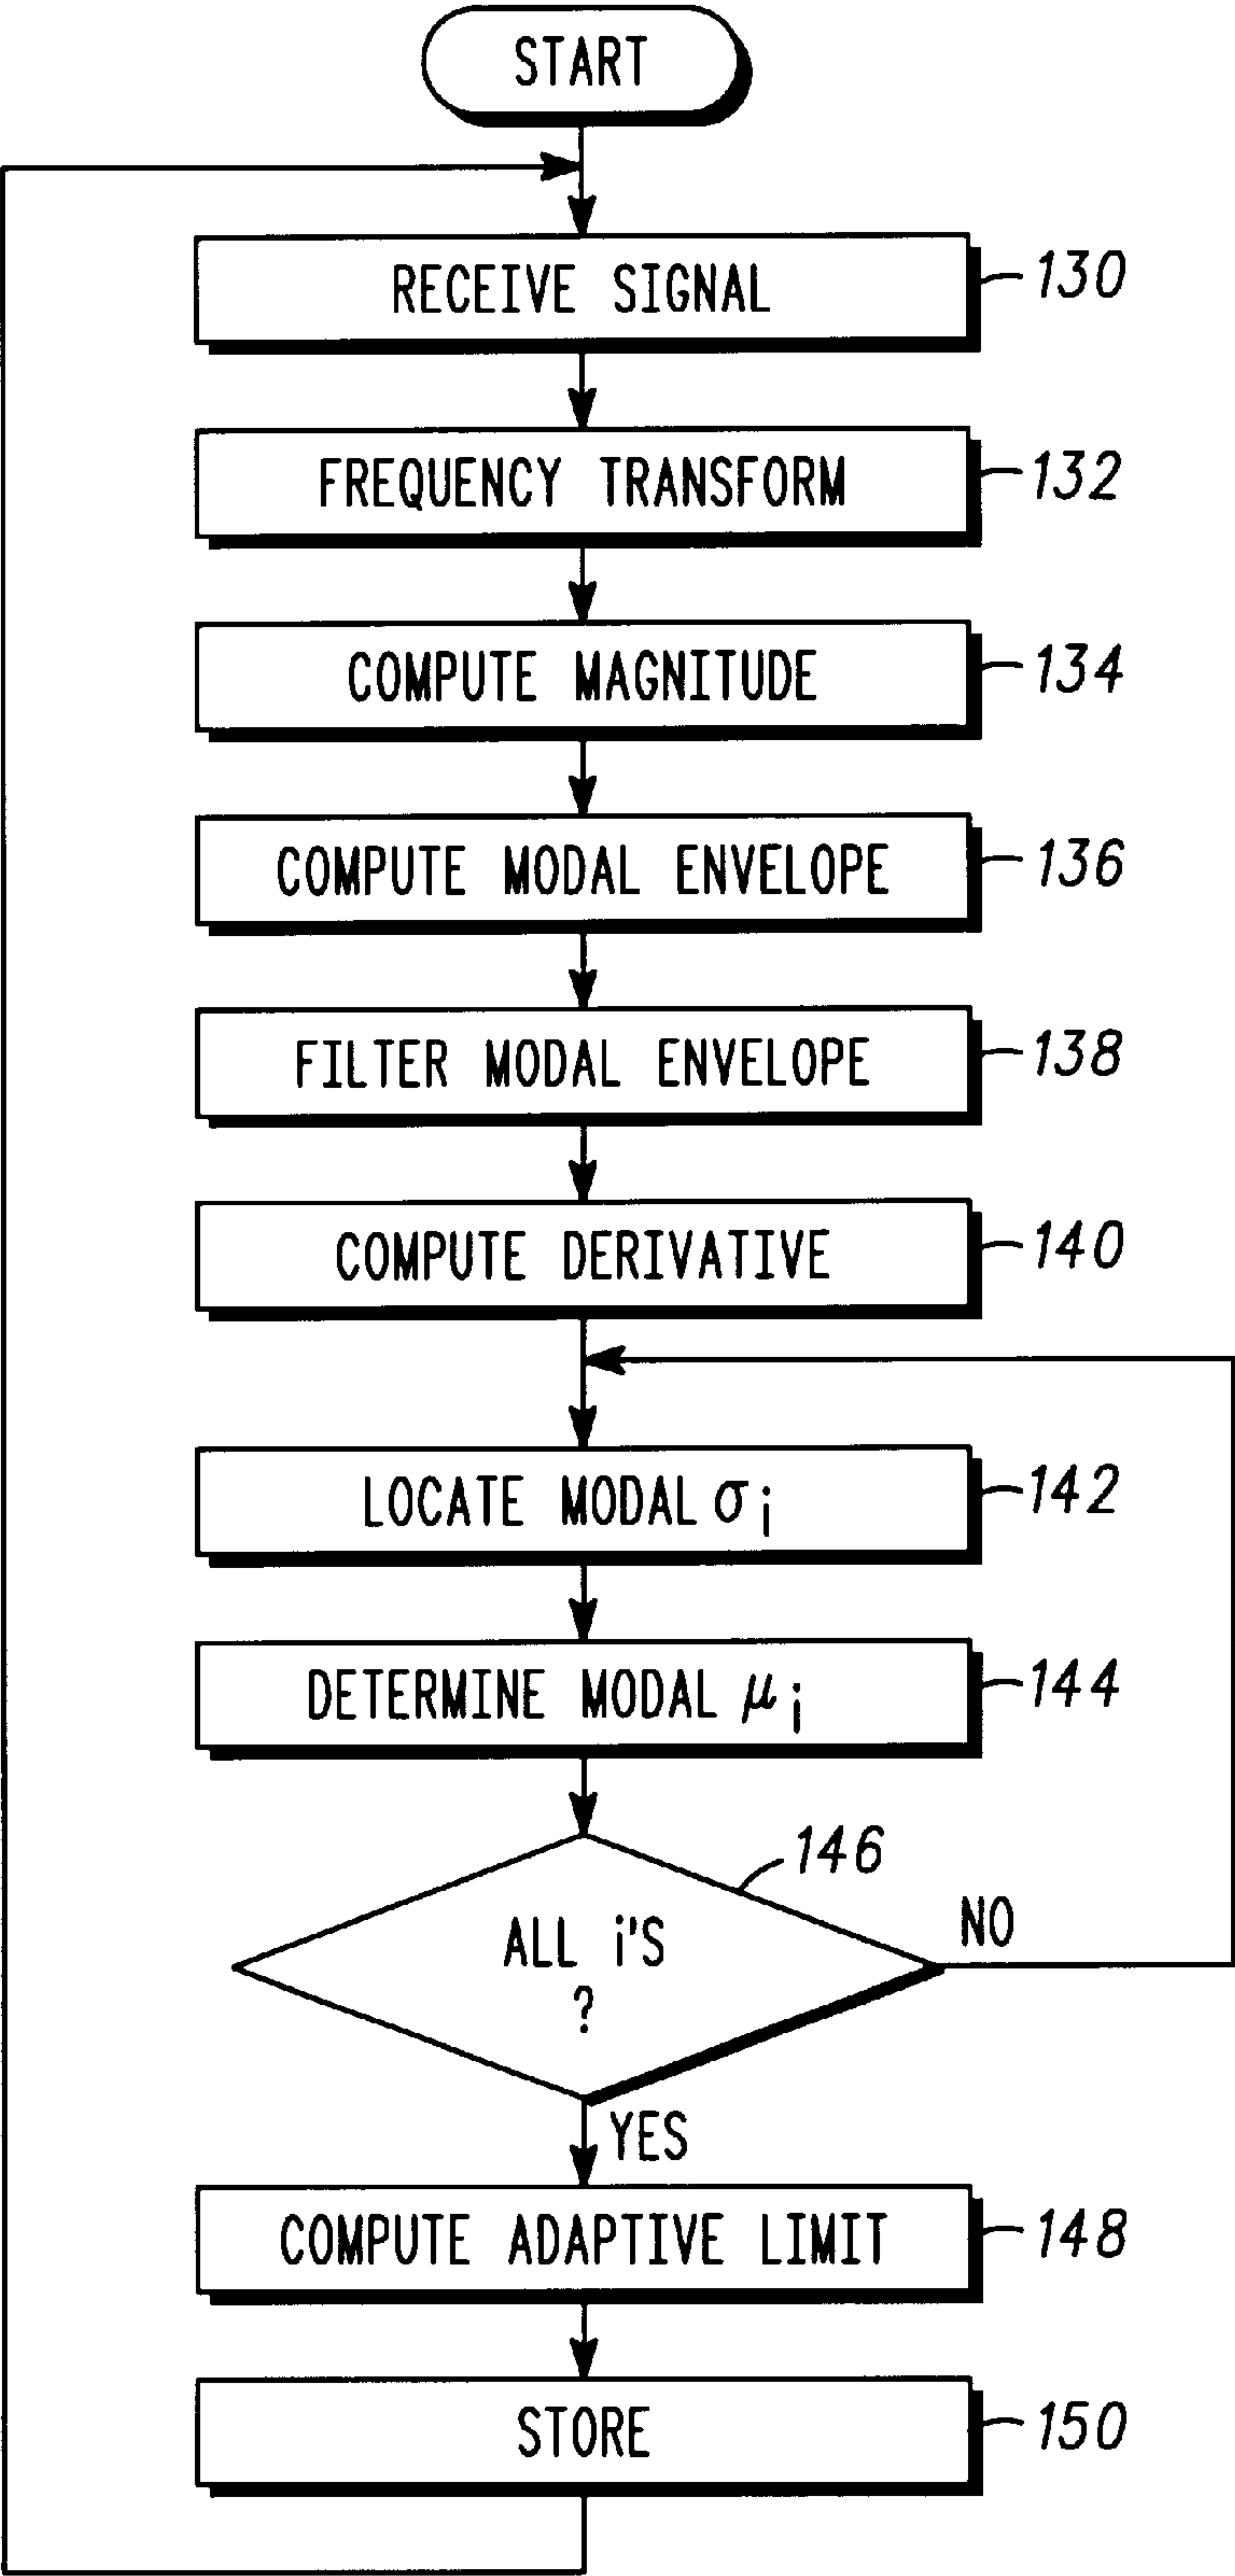 START
RECEIVE SIGNAL
130
FREQUENCY TRANSFORM
132
COMPUTE MAGNITUDE
134
COMPUTE MODAL ENVELOPE
136
FILTER MODAL ENVELOPE
138
COMPUTE DERIVATIVE
140
LOCATE MODAL σi
142
DETERMINE MODAL μi
144
146
ALL i'S
?
NO
YES
COMPUTE ADAPTIVE LIMIT
148
STORE
150